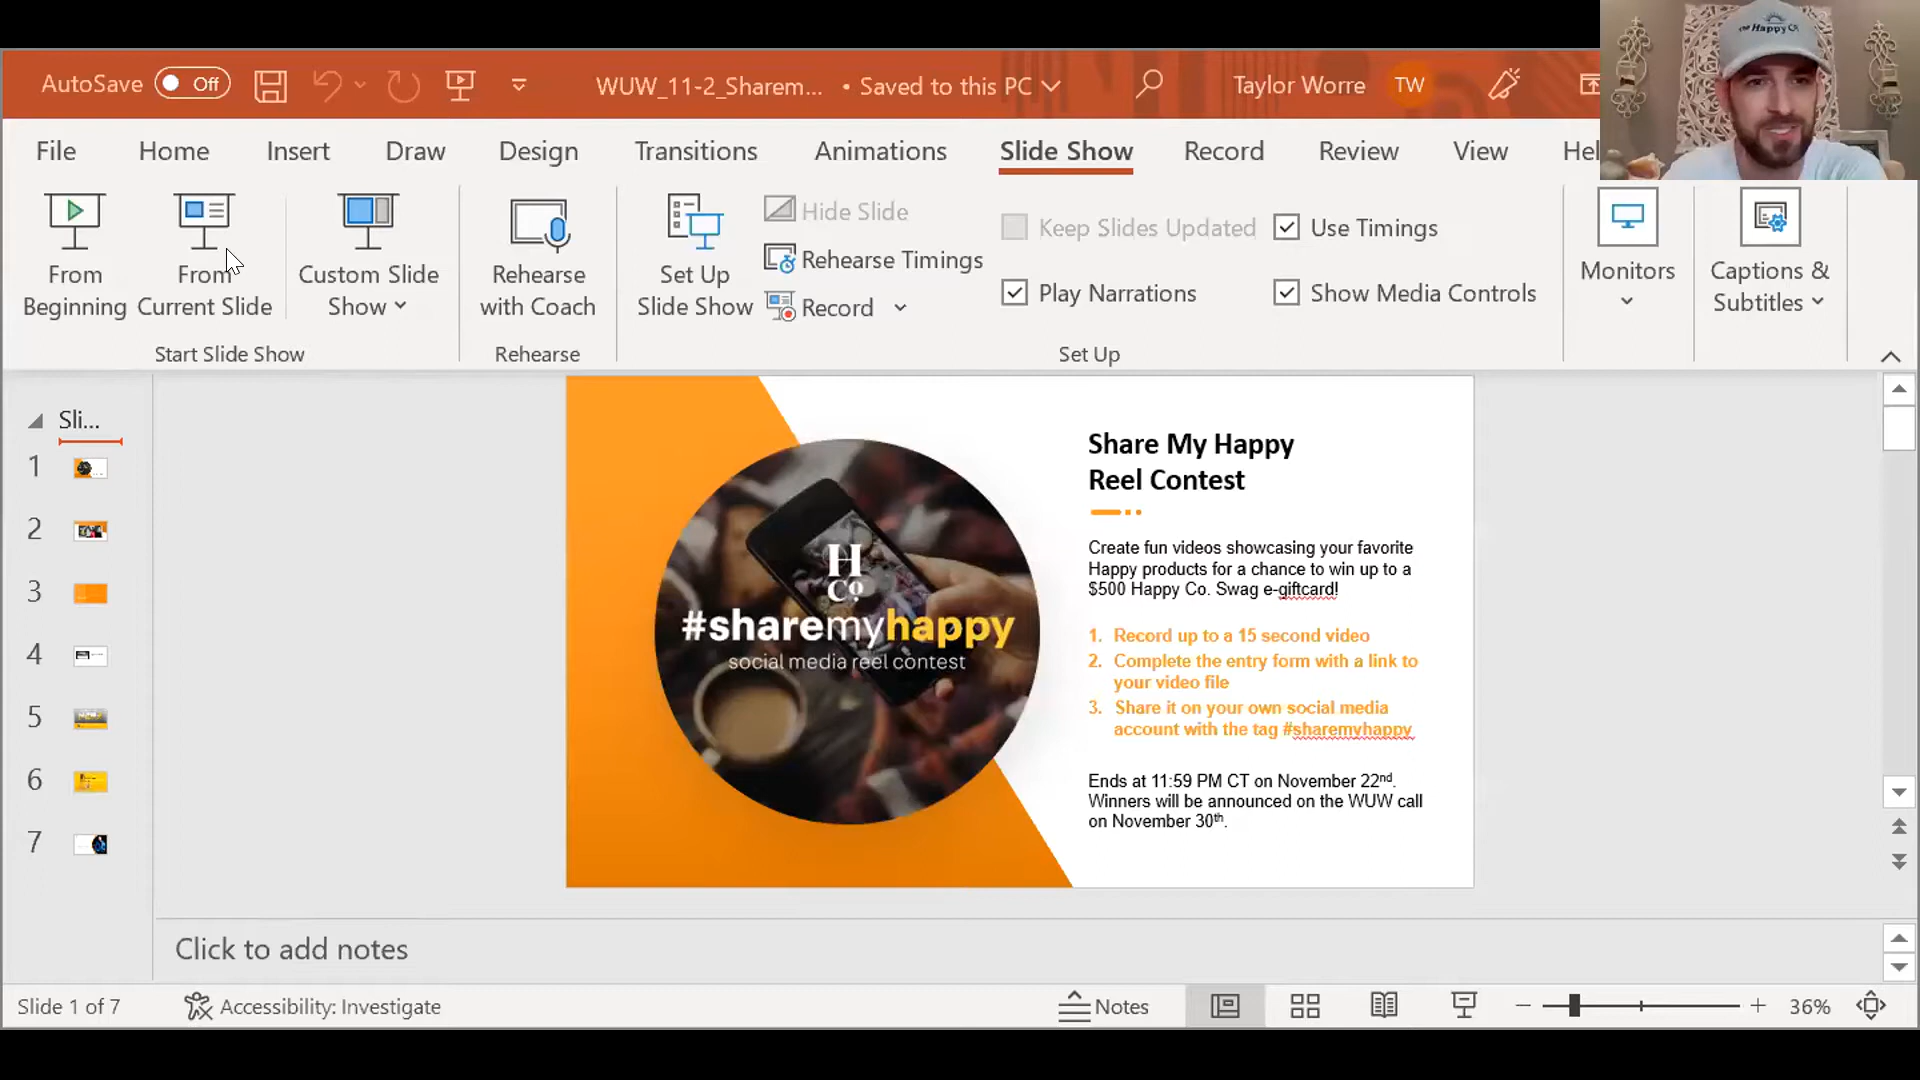 The Happy Co
AutoSave Off
WUW_11-2_Sharem... • Saved to this PC
Taylor Worre TW
File Home Insert Draw Design Transitions Animations Slide Show Record Review View Hel
From Beginning
From Current Slide
Custom Slide Show
Start Slide Show
Rehearse with Coach
Rehearse
Set Up Slide Show
Hide Slide
Rehearse Timings
Record
Keep Slides Updated
Play Narrations
Use Timings
Show Media Controls
Set Up
Monitors
Captions & Subtitles
Sli...
1
2
3
4
5
6
7
H
Co
#sharemyhappy
social media reel contest
Share My Happy
Reel Contest
Create fun videos showcasing your favorite
Happy products for a chance to win up to a
$500 Happy Co. Swag e-giftcard!
1. Record up to a 15 second video
2. Complete the entry form with a link to
your video file
3. Share it on your own social media
account with the tag #sharemyhappy
Ends at 11:59 PM CT on November 22nd.
Winners will be announced on the WUW call
on November 30th.
Click to add notes
Slide 1 of 7
Accessibility: Investigate
Notes
36%